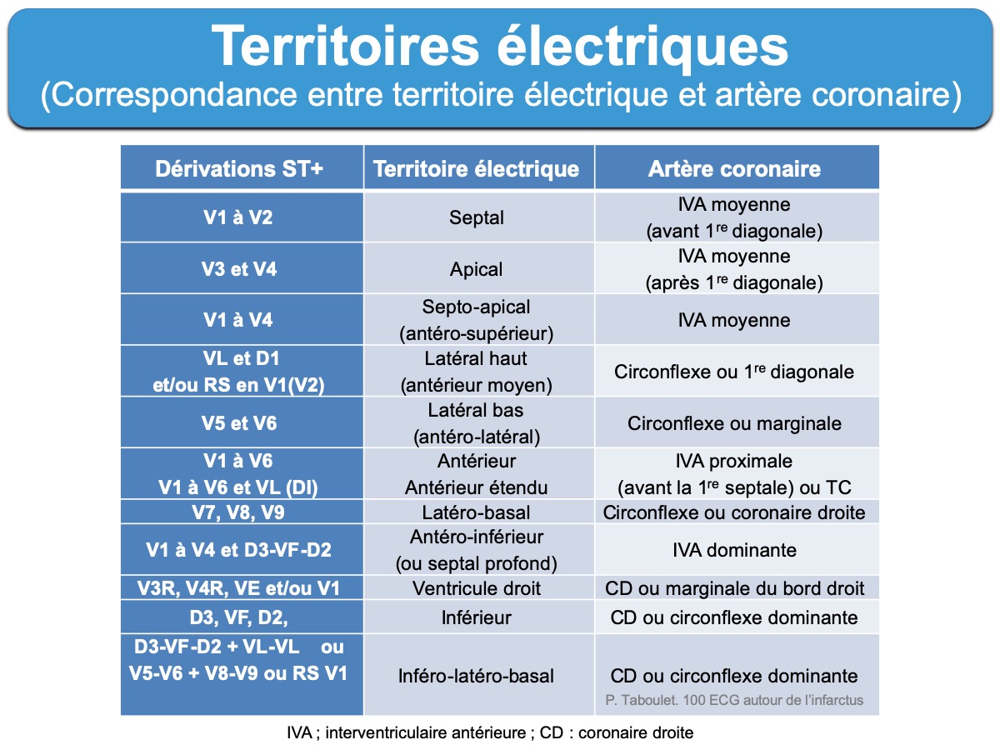 Territoires électriques
(Correspondance entre territoire électrique et artère coronaire)
Dérivations ST+ Territoire électrique Artère coronaire
V1 à V2 Septal IVA moyenne
(avant 1re diagonale)
V3 et V4 Apical IVA moyenne
(après 1re diagonale)
V1 à V4 Septo-apical
(antéro-supérieur) IVA moyenne
VL et D1
et/ou RS en V1(V2) Latéral haut
(antérieur moyen) Circonflexe ou 1re diagonale
V5 et V6 Latéral bas
(antéro-latéral) Circonflexe ou marginale
V1 à V6 Antérieur IVA proximale
V1 à V6 et VL (DI) Antérieur étendu (avant la 1re septale) ou TC
V7, V8, V9 Latéro-basal Circonflexe ou coronaire droite
V1 à V4 et D3-VF-D2 Antéro-inférieur
(ou septal profond) IVA dominante
V3R, V4R, VE et/ou V1 Ventricule droit CD ou marginale du bord droit
D3, VF, D2, Inférieur CD ou circonflexe dominante
D3-VF-D2 + VL-VL ou
V5-V6 + V8-V9 ou RS V1 Inféro-latéro-basal CD ou circonflexe dominante
P. Taboulet. 100 ECG autour de l'infarctus
IVA ; interventriculaire antérieure ; CD : coronaire droite